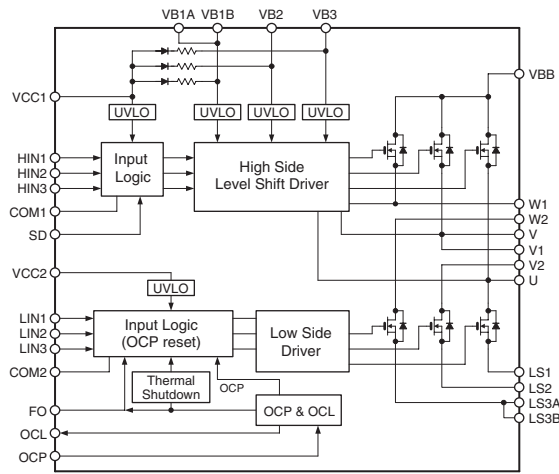 VB1A
VB1B
VB2
VB3
VBB
VCC1
UVLO
UVLO
UVLO
UVLO
HIN1
HIN2
HIN3
Input
Logic
High Side
Level Shift Driver
COM1
SD
W1
W2
V
V1
V2
U
VCC2
UVLO
LIN1
LIN2
LIN3
Input Logic
(OCP reset)
Low Side
Driver
COM2
Thermal
Shutdown
OCP
OCP & OCL
FO
OCL
OCP
LS1
LS2
LS3A
LS3B